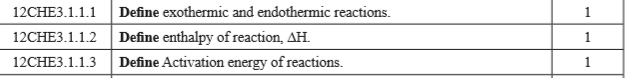 12CHE3.1.1.1 Define exothermic and endothermic reactions. 1
12CHE3.1.1.2 Define enthalpy of reaction, ΔH. 1
12CHE3.1.1.3 Define Activation energy of reactions. 1